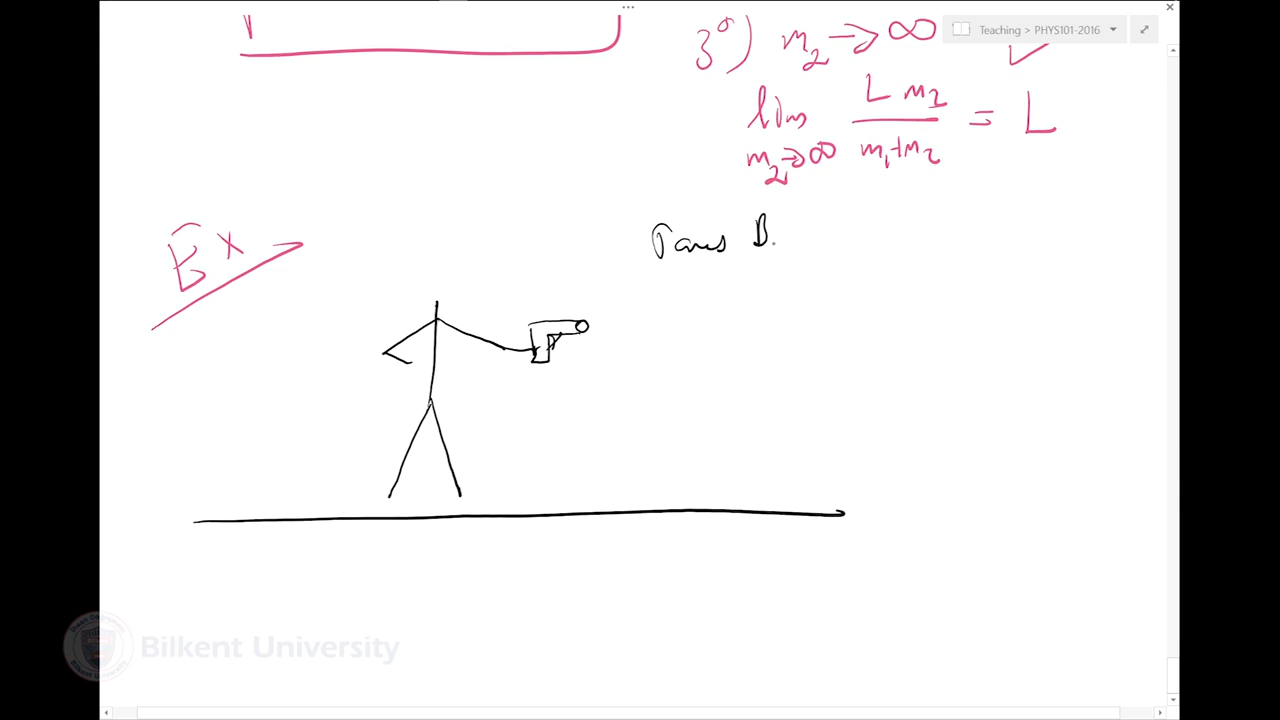 3°) m₂ → ∞
Teaching > PHYS101-2016
lim L m₂ = L
m₂→∞ m₁+m₂
Ex
B.
Bilkent University